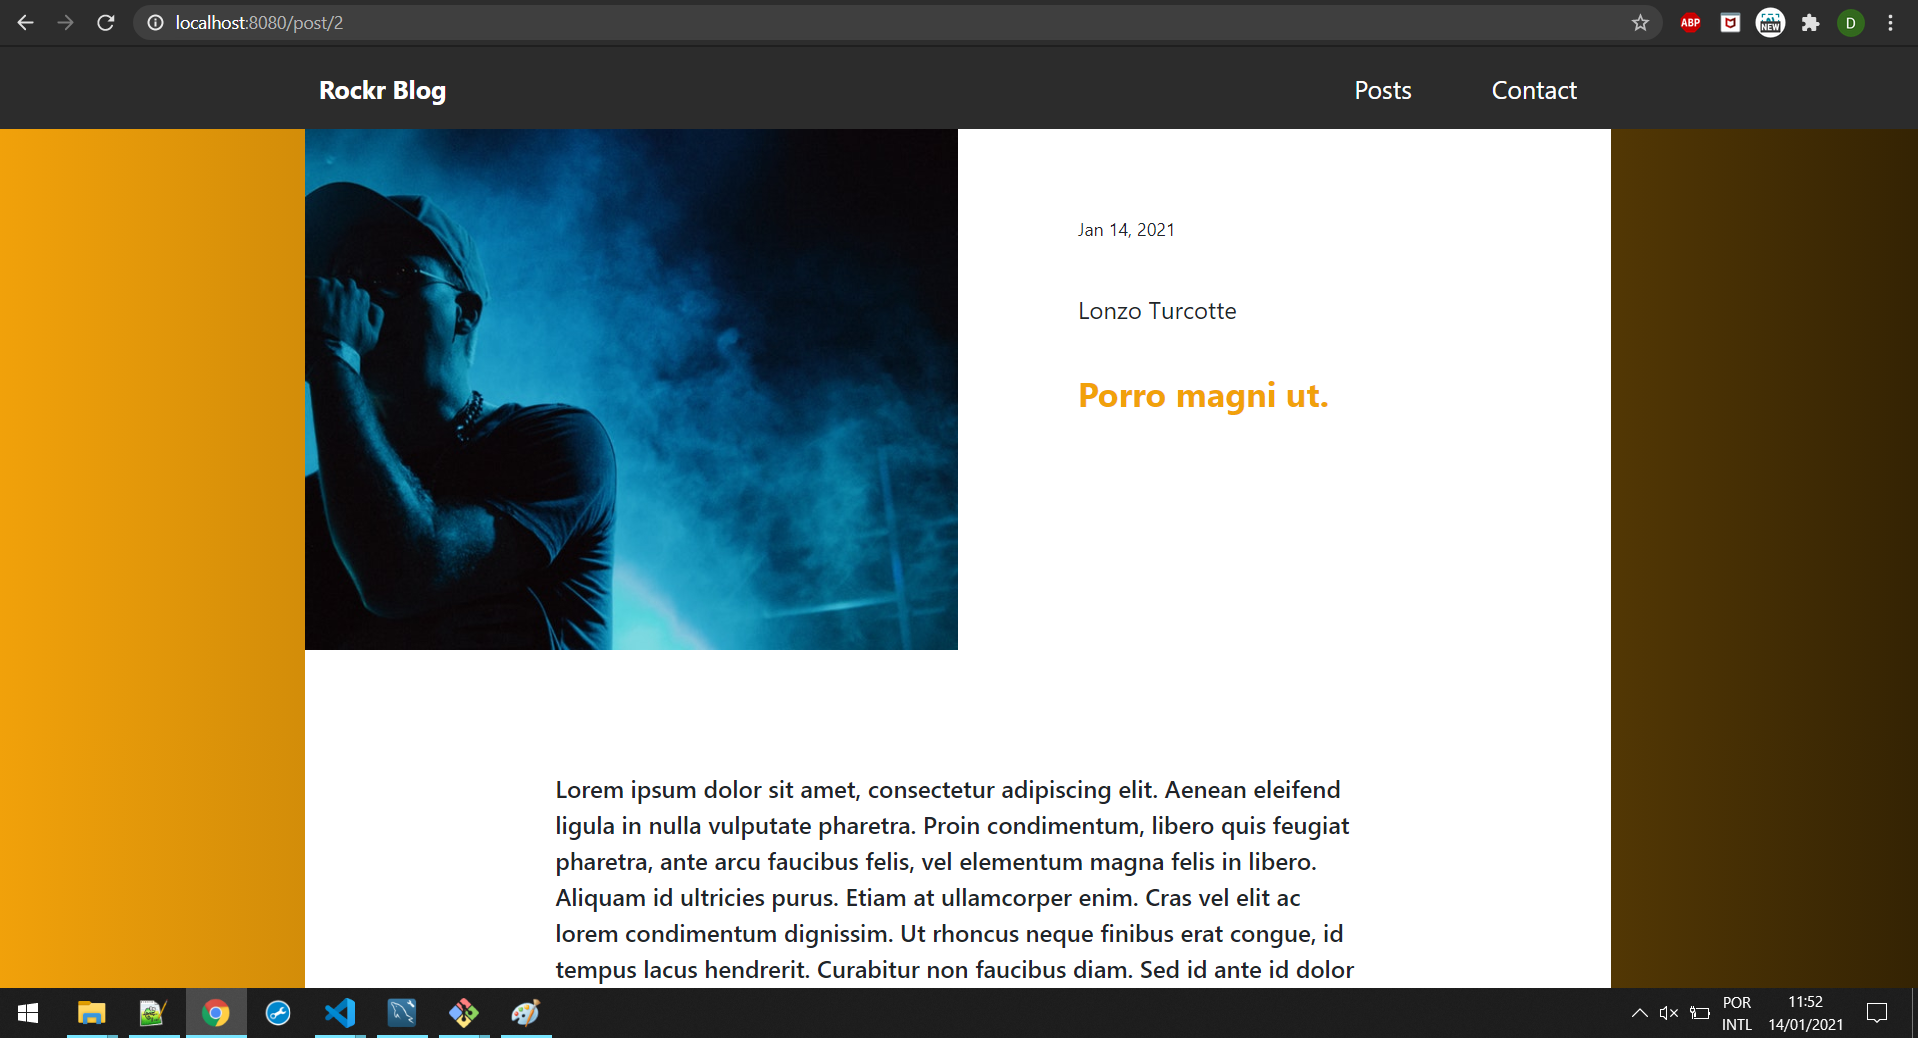 localhost:8080/post/2
ABP
NEW
D
Rockr Blog
Posts
Contact
Jan 14, 2021
Lonzo Turcotte
Porro magni ut.
Lorem ipsum dolor sit amet, consectetur adipiscing elit. Aenean eleifend
ligula in nulla vulputate pharetra. Proin condimentum, libero quis feugiat
pharetra, ante arcu faucibus felis, vel elementum magna felis in libero.
Aliquam id ultricies purus. Etiam at ullamcorper enim. Cras vel elit ac
lorem condimentum dignissim. Ut rhoncus neque finibus erat congue, id
tempus lacus hendrerit. Curabitur non faucibus diam. Sed id ante id dolor
POR
INTL
11:52
14/01/2021